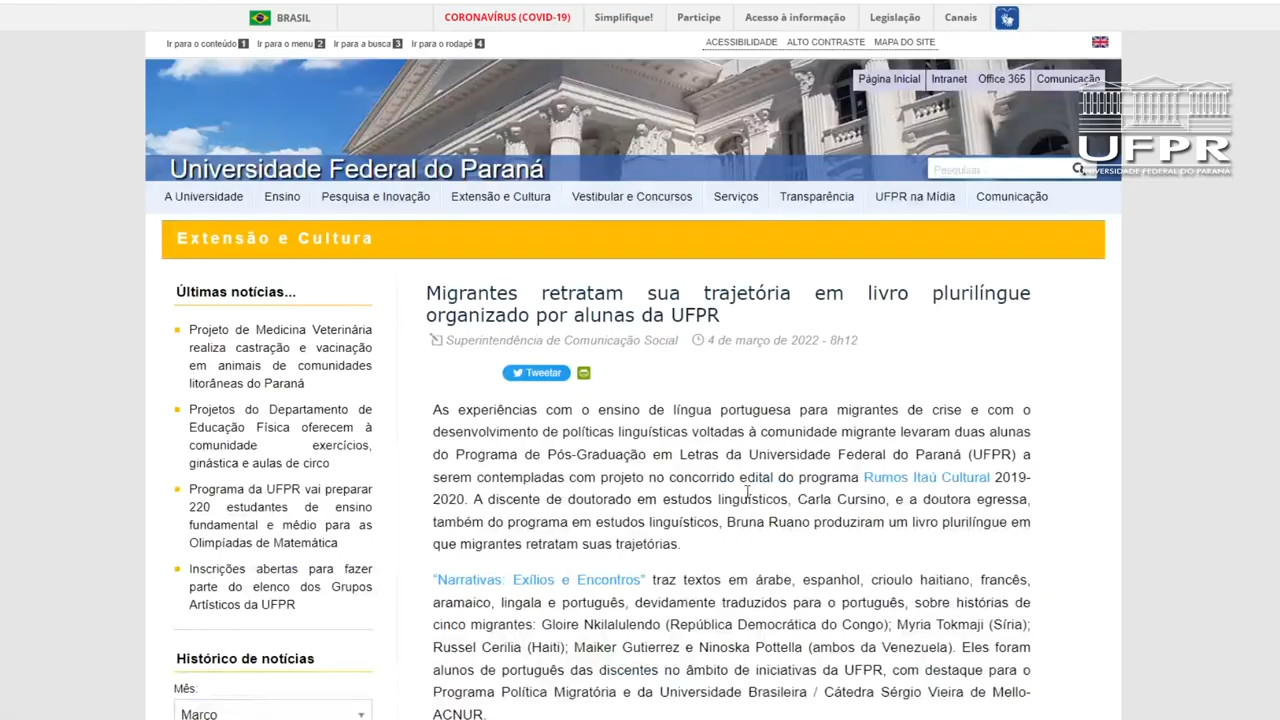 BRASIL
CORONAVÍRUS (COVID-19)
Simplifique!
Participe
Acesso à informação
Legislação
Canais
Ir para o conteúdo 1 Ir para o menu 2 Ir para a busca 3 Ir para o rodapé 4
ACESSIBILIDADE ALTO CONTRASTE MAPA DO SITE
Página Inicial Intranet Office 365 Comunicação
UFPR
UNIVERSIDADE FEDERAL DO PARANÁ
Universidade Federal do Paraná
Pesquisar
A Universidade Ensino Pesquisa e Inovação Extensão e Cultura Vestibular e Concursos Serviços Transparência UFPR na Mídia Comunicação
Extensão e Cultura
Últimas notícias...
Projeto de Medicina Veterinária
realiza castração e vacinação
em animais de comunidades
litorâneas do Paraná
Projetos do Departamento de
Educação Física oferecem à
comunidade exercícios,
ginástica e aulas de circo
Programa da UFPR vai preparar
220 estudantes de ensino
fundamental e médio para as
Olimpíadas de Matemática
Inscrições abertas para fazer
parte do elenco dos Grupos
Artísticos da UFPR
Histórico de notícias
Mês:
Março
Migrantes retratam sua trajetória em livro plurilíngue
organizado por alunas da UFPR
Superintendência de Comunicação Social 4 de março de 2022 - 8h12
Tweetar
As experiências com o ensino de língua portuguesa para migrantes de crise e com o
desenvolvimento de políticas linguísticas voltadas à comunidade migrante levaram duas alunas
do Programa de Pós-Graduação em Letras da Universidade Federal do Paraná (UFPR) a
serem contempladas com projeto no concorrido edital do programa Rumos Itaú Cultural 2019-
2020. A discente de doutorado em estudos linguísticos, Carla Cursino, e a doutora egressa,
também do programa em estudos linguísticos, Bruna Ruano produziram um livro plurilíngue em
que migrantes retratam suas trajetórias.
“Narrativas: Exílios e Encontros” traz textos em árabe, espanhol, crioulo haitiano, francês,
aramaico, lingala e português, devidamente traduzidos para o português, sobre histórias de
cinco migrantes: Gloire Nkilalulendo (República Democrática do Congo); Myria Tokmaji (Síria);
Russel Cerilia (Haiti); Maiker Gutierrez e Ninoska Pottella (ambos da Venezuela). Eles foram
alunos de português das discentes no âmbito de iniciativas da UFPR, com destaque para o
Programa Política Migratória e da Universidade Brasileira / Cátedra Sérgio Vieira de Mello-
ACNUR.